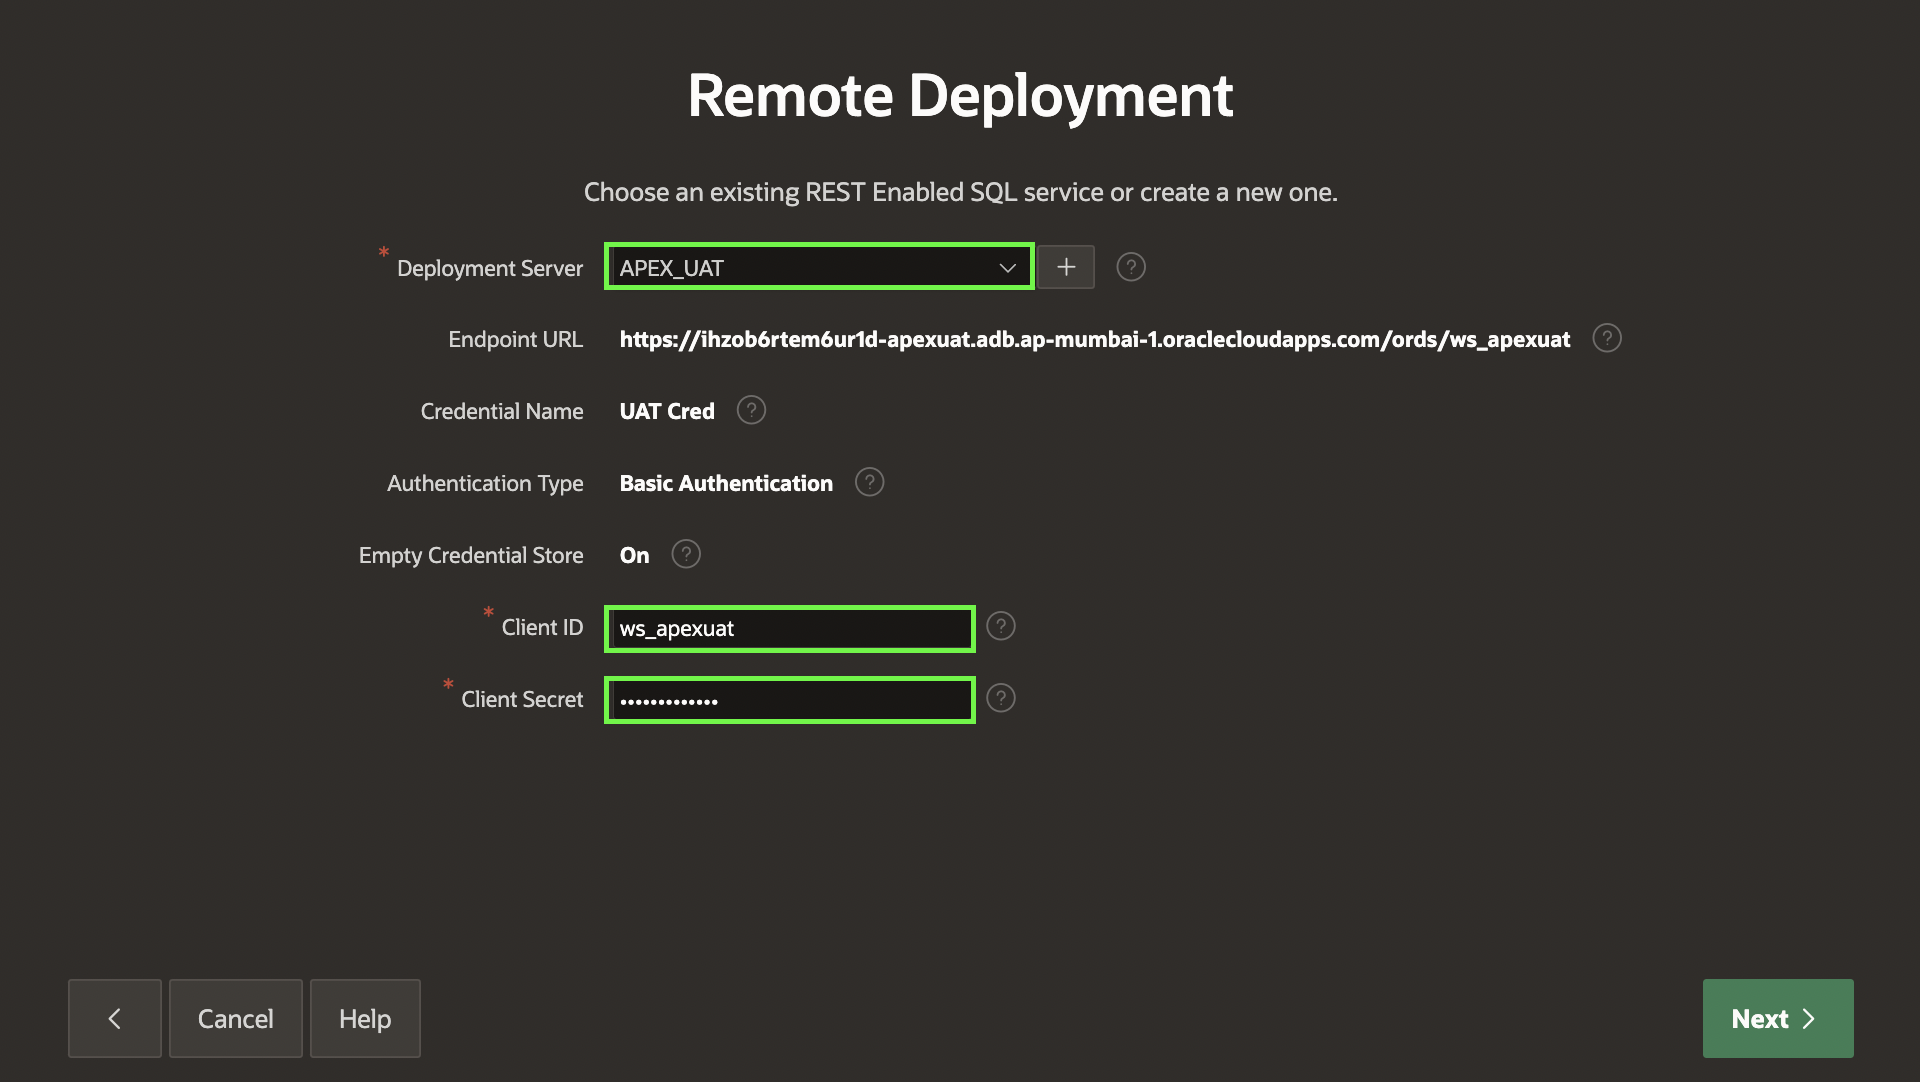 Remote Deployment
Choose an existing REST Enabled SQL service or create a new one.
* Deployment Server APEX_UAT + ?
Endpoint URL https://ihzob6rtem6ur1d-apexuat.adb.ap-mumbai-1.oraclecloudapps.com/ords/ws_apexuat ?
Credential Name UAT Cred ?
Authentication Type Basic Authentication ?
Empty Credential Store On ?
* Client ID ws_apexuat ?
* Client Secret ••••••••••••• ?
Cancel Help Next